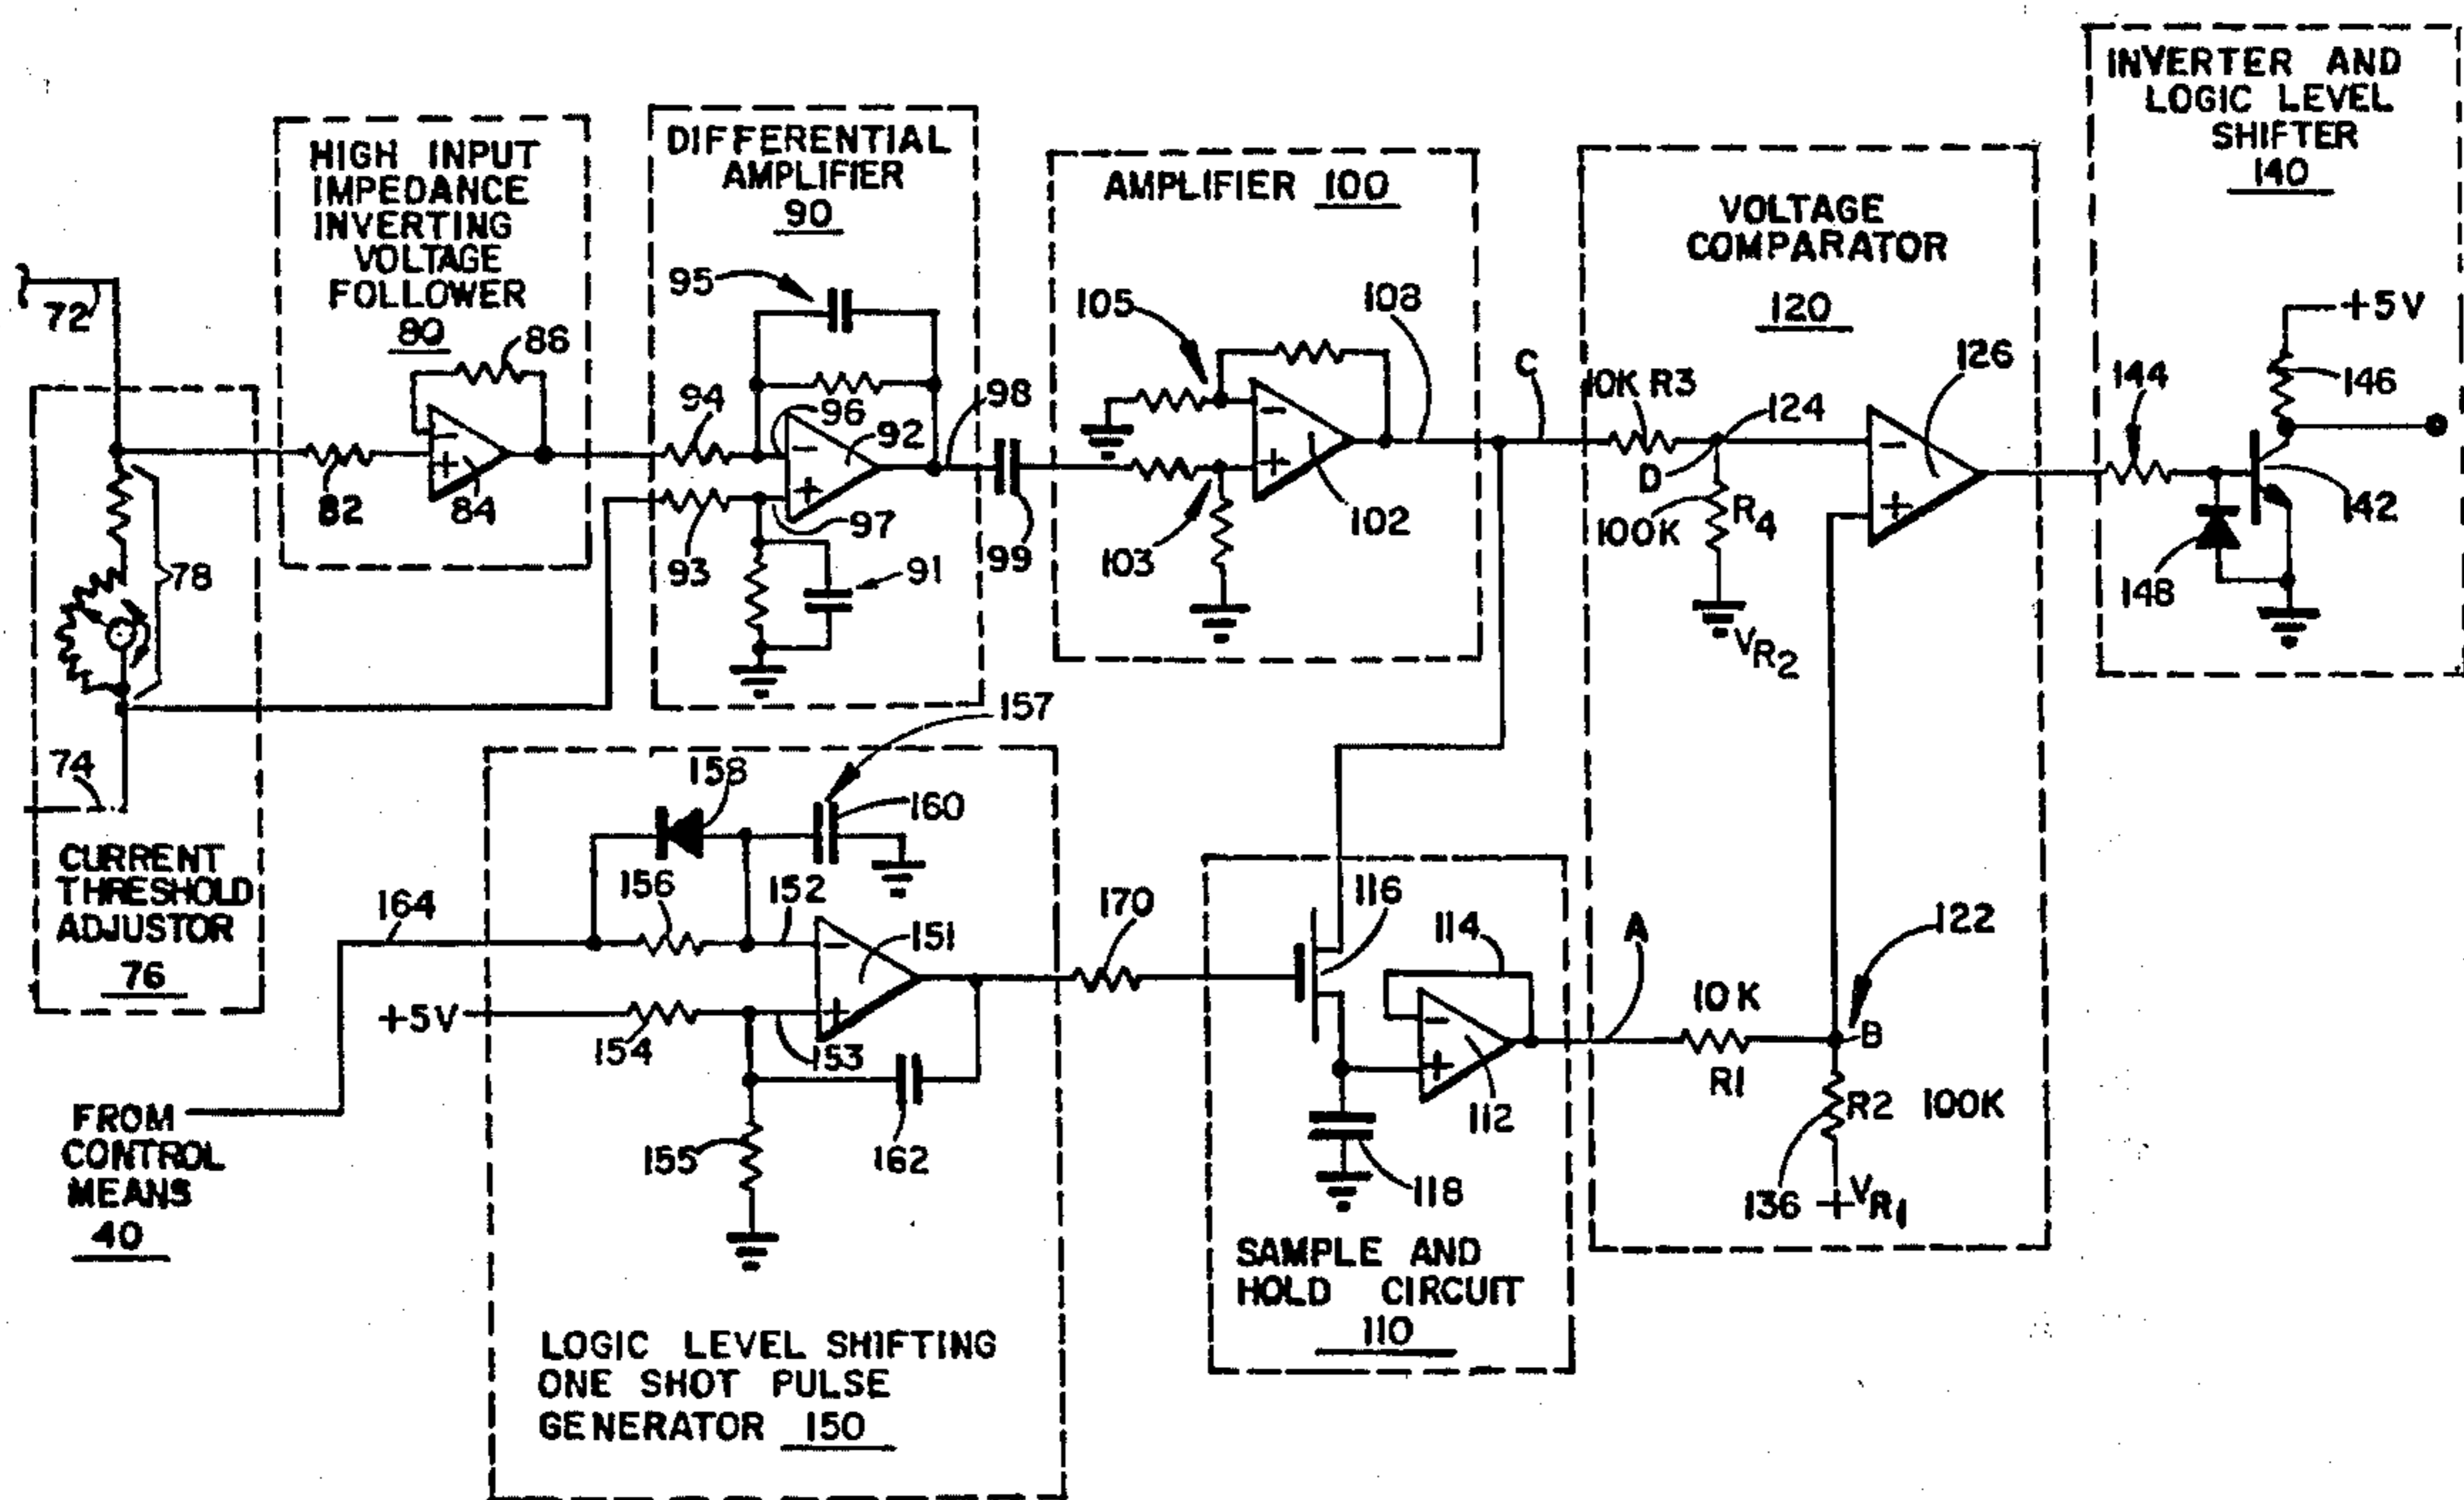 INVERTER AND
LOGIC LEVEL
SHIFTER
140
+5V
146
144
142
148
HIGH INPUT
IMPEDANCE
INVERTING
VOLTAGE
FOLLOWER
80
86
82
84
72
78
74
CURRENT
THRESHOLD
ADJUSTOR
76
DIFFERENTIAL
AMPLIFIER
90
95
94
96
92
98
93
97
91
99
AMPLIFIER 100
105
108
103
102
VOLTAGE
COMPARATOR
120
C
10K R3
124
126
D
100K
R4
VR2
157
158
160
156
152
164
151
+5V
154
153
155
162
170
FROM
CONTROL
MEANS
40
LOGIC LEVEL SHIFTING
ONE SHOT PULSE
GENERATOR 150
116
114
112
118
SAMPLE AND
HOLD CIRCUIT
110
A
122
10K
B
R1
R2 100K
136
+VR1